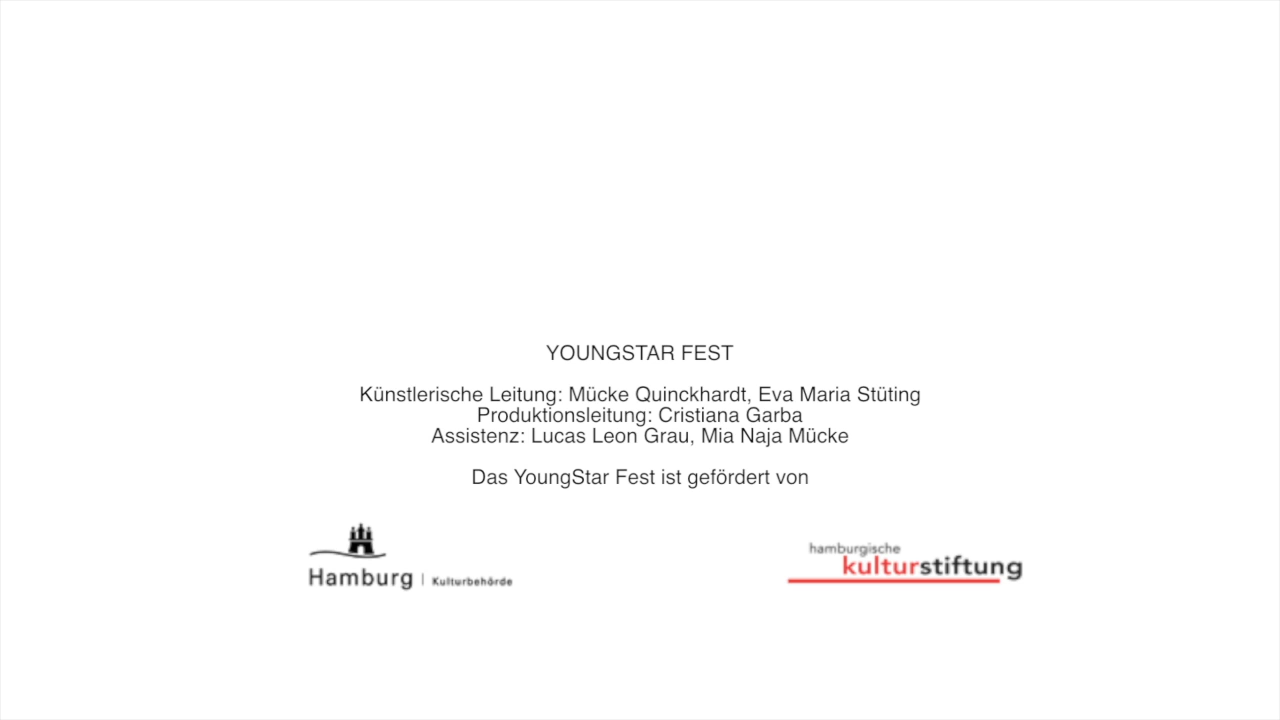 YOUNGSTAR FEST
Künstlerische Leitung: Mücke Quinckhardt, Eva Maria Stüting
Produktionsleitung: Cristiana Garba
Assistenz: Lucas Leon Grau, Mia Naja Mücke
Das YoungStar Fest ist gefördert von
Hamburg | Kulturbehörde
hamburgische
kulturstiftung